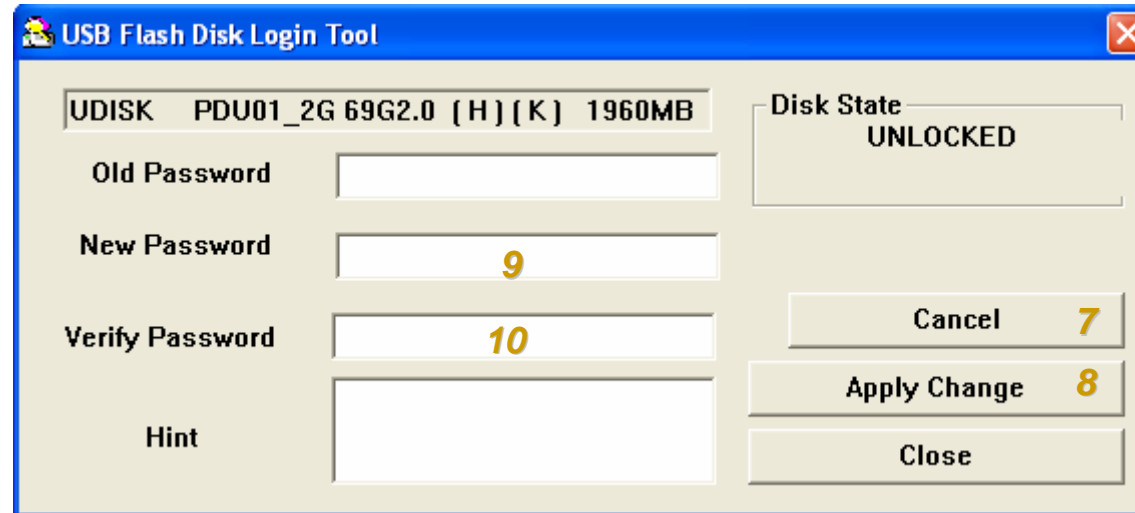 USB Flash Disk Login Tool
UDISK PDU01_2G 69G2.0 (H)(K) 1960MB
Disk State
UNLOCKED
Old Password
New Password
9
Verify Password
10
Cancel 7
Apply Change 8
Hint
Close